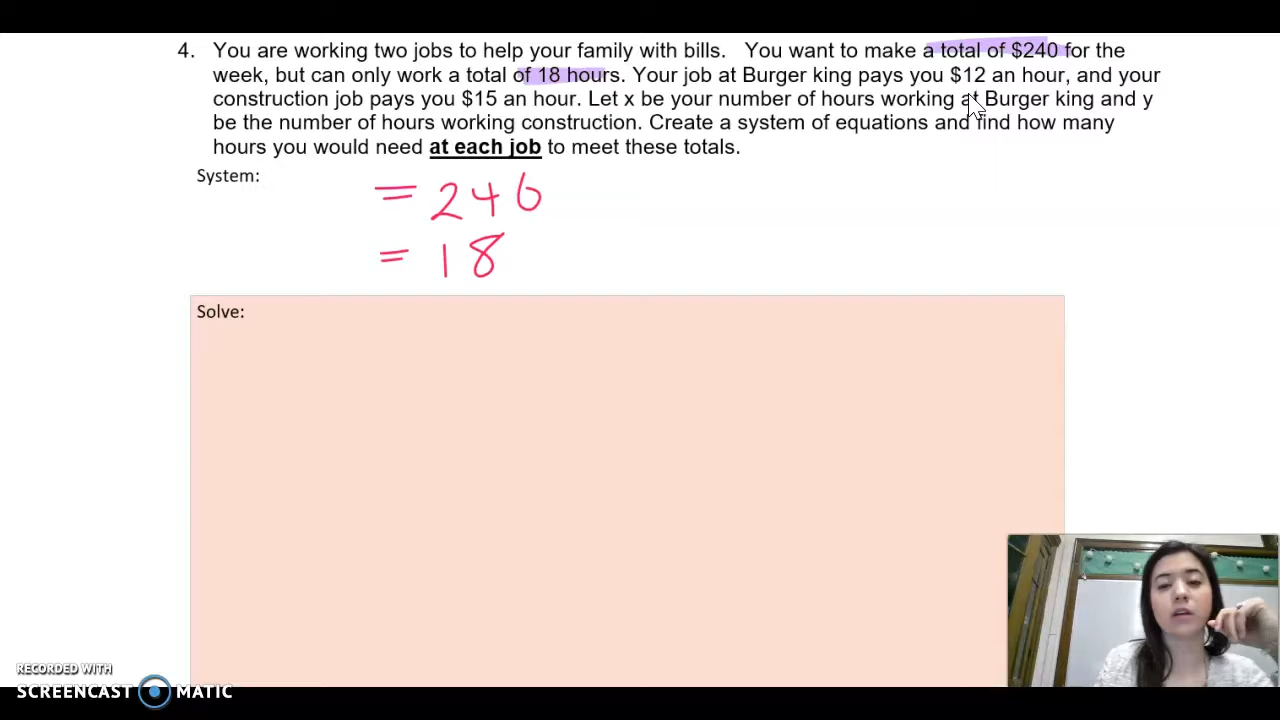 4. You are working two jobs to help your family with bills. You want to make a total of $240 for the
week, but can only work a total of 18 hours. Your job at Burger king pays you $12 an hour, and your
construction job pays you $15 an hour. Let x be your number of hours working at Burger king and y
be the number of hours working construction. Create a system of equations and find how many
hours you would need at each job to meet these totals.
System:
= 240
= 18
Solve:
RECORDED WITH
SCREENCAST MATIC